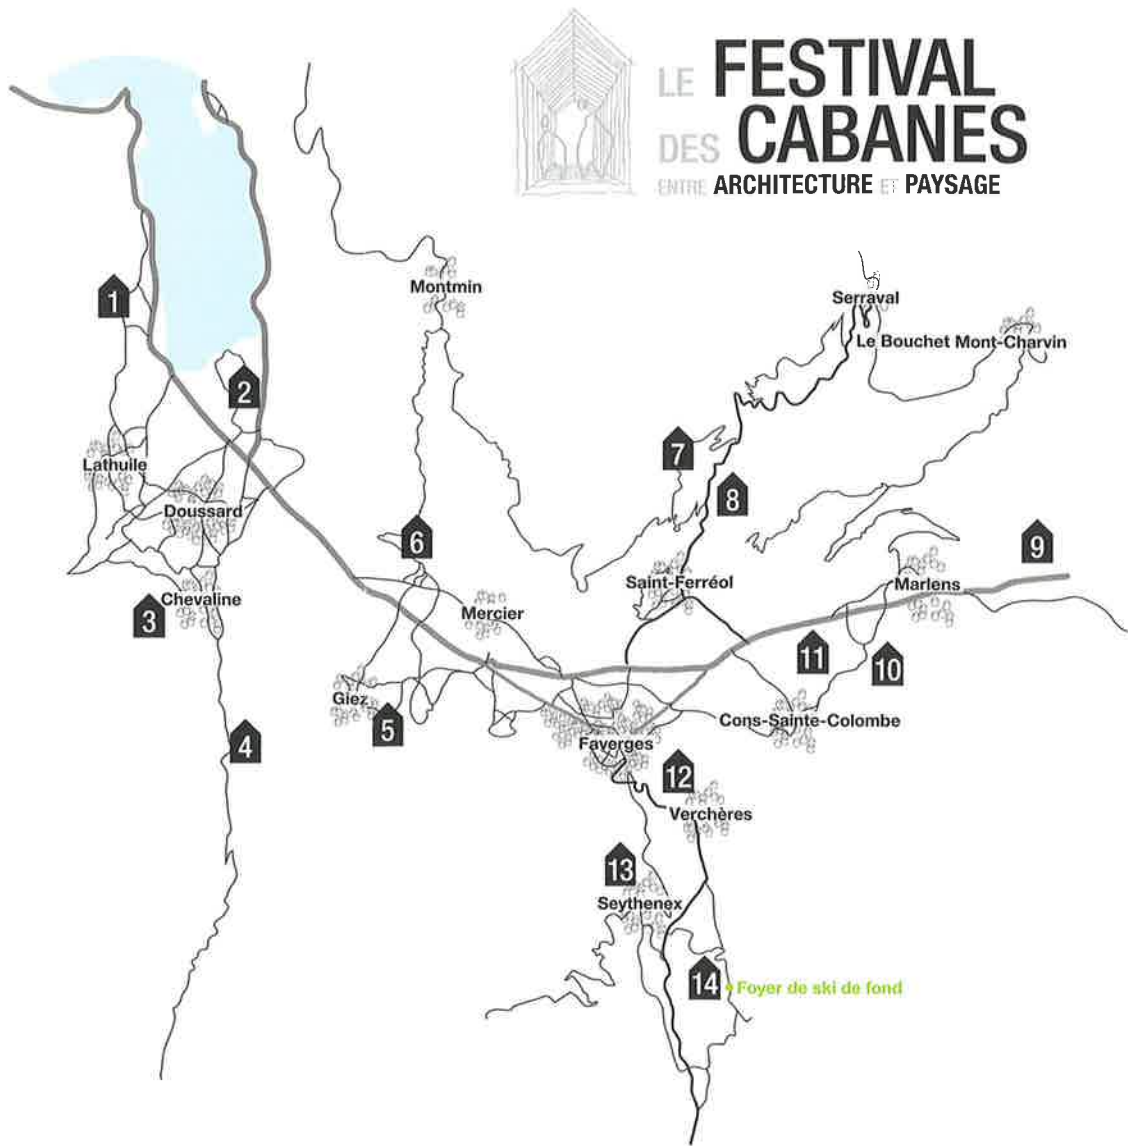 LE FESTIVAL
DES CABANES
ENTRE ARCHITECTURE ET PAYSAGE
Montmin
1
Serraval
Le Bouchet Mont-Charvin
2
7
Lathuile
8
Doussard
6
9
Saint-Ferréol
Marlens
Chevaline
3
Mercier
11
10
Giez
5
4
Cons-Sainte-Colombe
Faverges
12
Verchères
13
Seythenex
14
Foyer de ski de fond